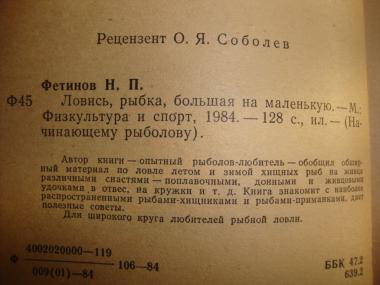 Рецензент О. Я. Соболев
Фетинов Н. П.
Ф45 Ловись, рыбка, большая на маленькую.—М.:
Физкультура и спорт, 1984.— 128 с., ил.— (На-
чинающему рыболову).
Автор книги — опытный рыболов-любитель — обобщил обшир-
ный материал по ловле летом и зимой хищных рыб на живца
различными снастями — поплавочными, донными и живцовыми
удочками в отвес, на кружки и т. д. Книга знакомит с наиболее
распространенными рыбами-хищниками и рыбами-приманками, дает
полезные советы.
Для широкого круга любителей рыбной ловли.
Ф 4002020000—119
009(01)—84 106—84
ББК 47.2
639.2